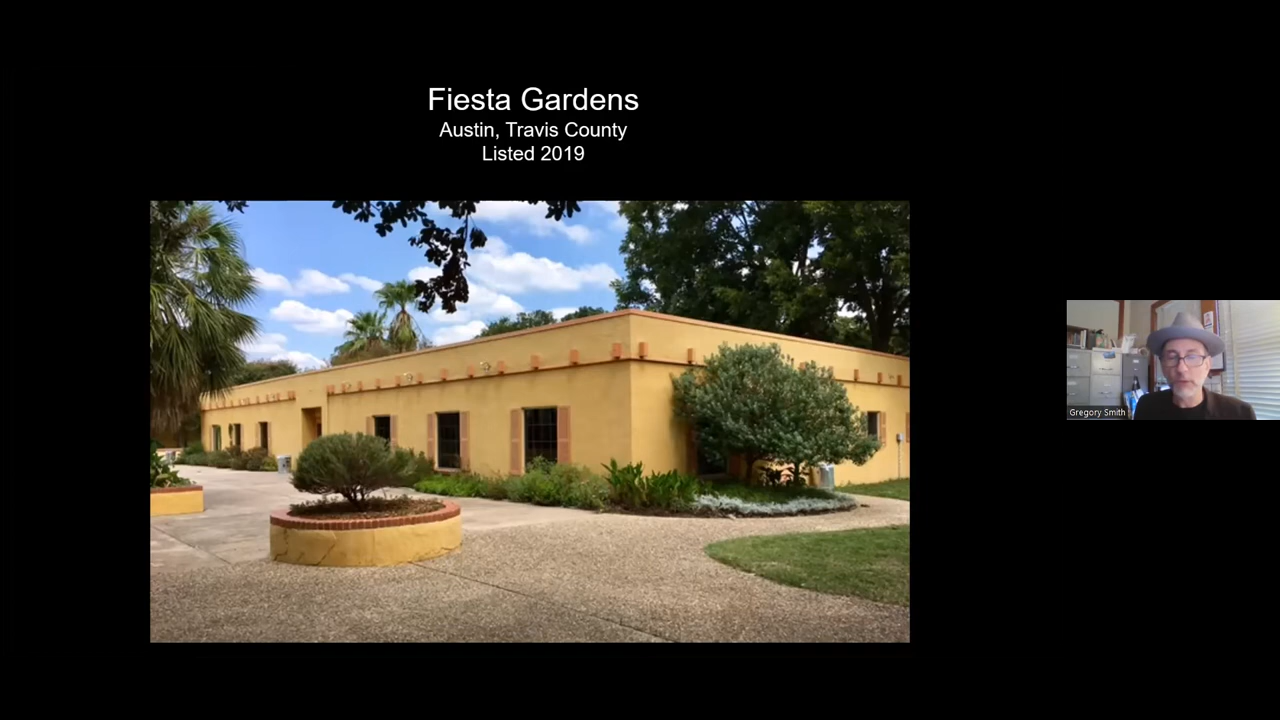 Fiesta Gardens
Austin, Travis County
Listed 2019
Gregory Smith